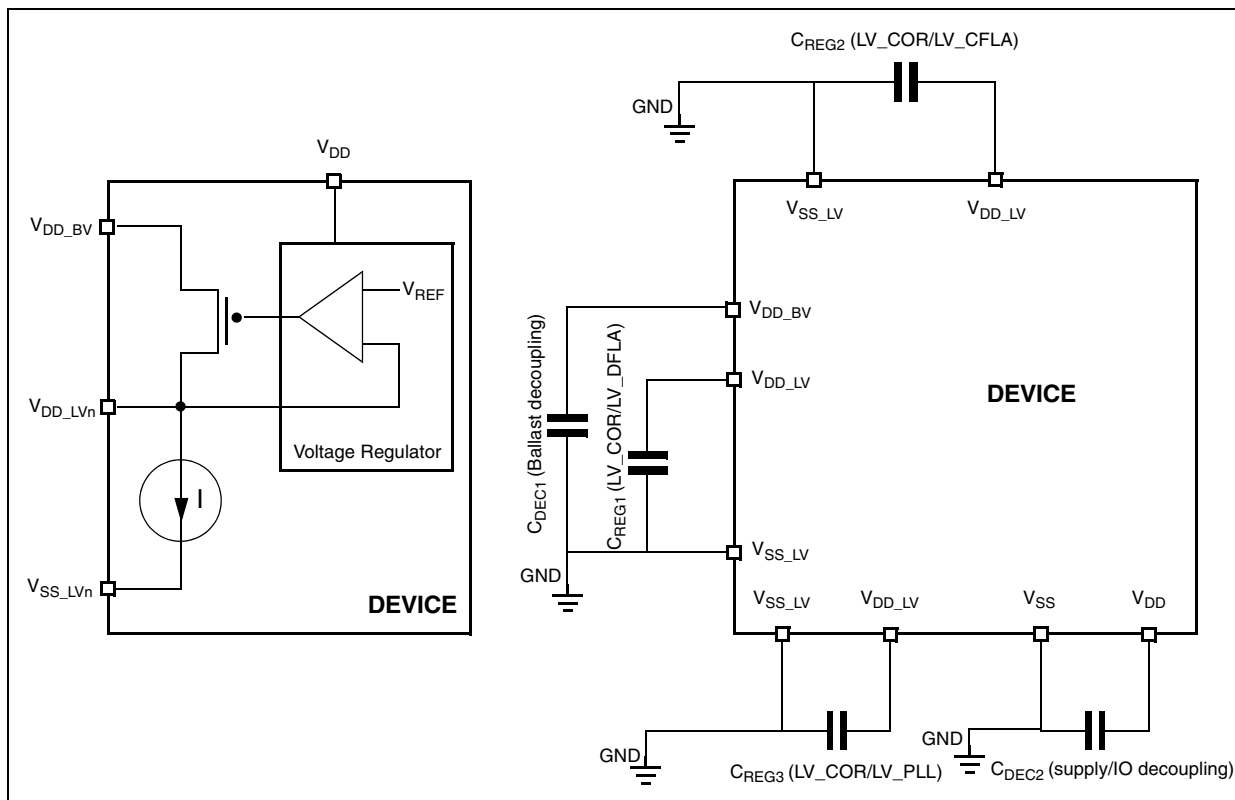 CREG2 (LV_COR/LV_CFLA)
GND
VDD
VSS_LV
VDD_LV
VDD_BV
VREF
VDD_LVn
Voltage Regulator
I
VSS_LVn
DEVICE
VDD_BV
VDD_LV
DEVICE
CDEC1 (Ballast decoupling)
CREG1 (LV_COR/LV_DFLA)
VSS_LV
GND
VSS_LV
VDD_LV
VSS
VDD
GND
CREG3 (LV_COR/LV_PLL)
GND
CDEC2 (supply/IO decoupling)